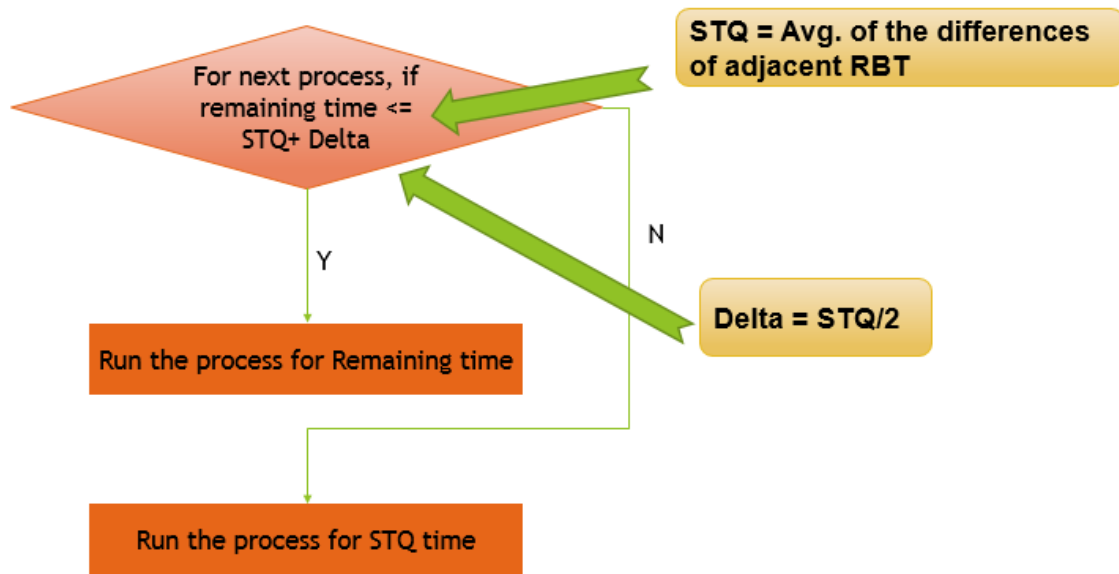 STQ = Avg. of the differences
of adjacent RBT
For next process, if
remaining time <=
STQ+ Delta
N
Y
Delta = STQ/2
Run the process for Remaining time
Run the process for STQ time